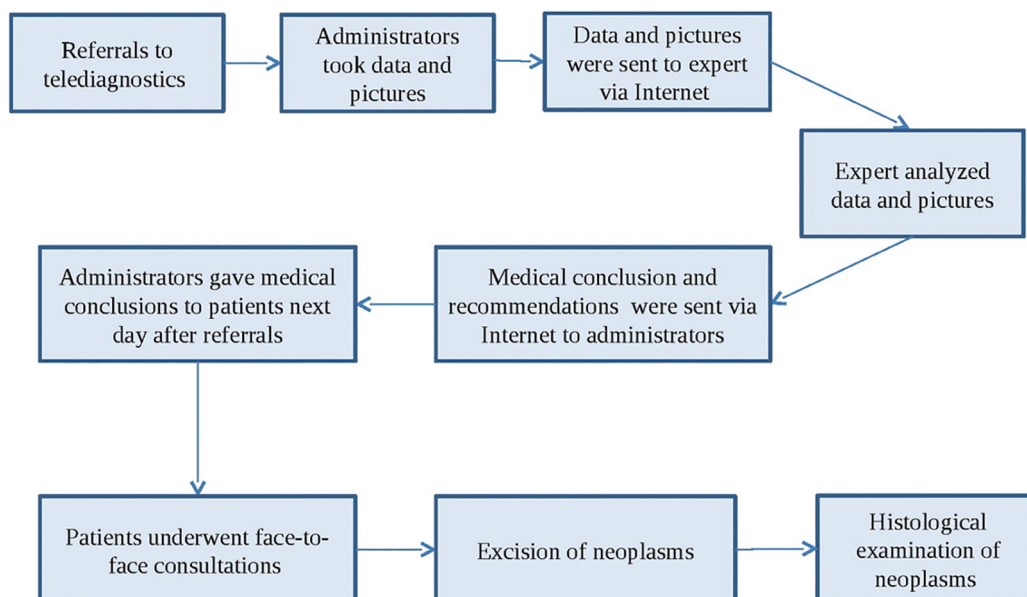 Referrals to
telediagnostics
Administrators
took data and
pictures
Data and pictures
were sent to expert
via Internet
Expert analyzed
data and pictures
Medical conclusion and
recommendations  were sent via
Internet to administrators
Administrators gave medical
conclusions to patients next
day after referrals
Patients underwent face-to-
face consultations
Excision of neoplasms
Histological
examination of
neoplasms